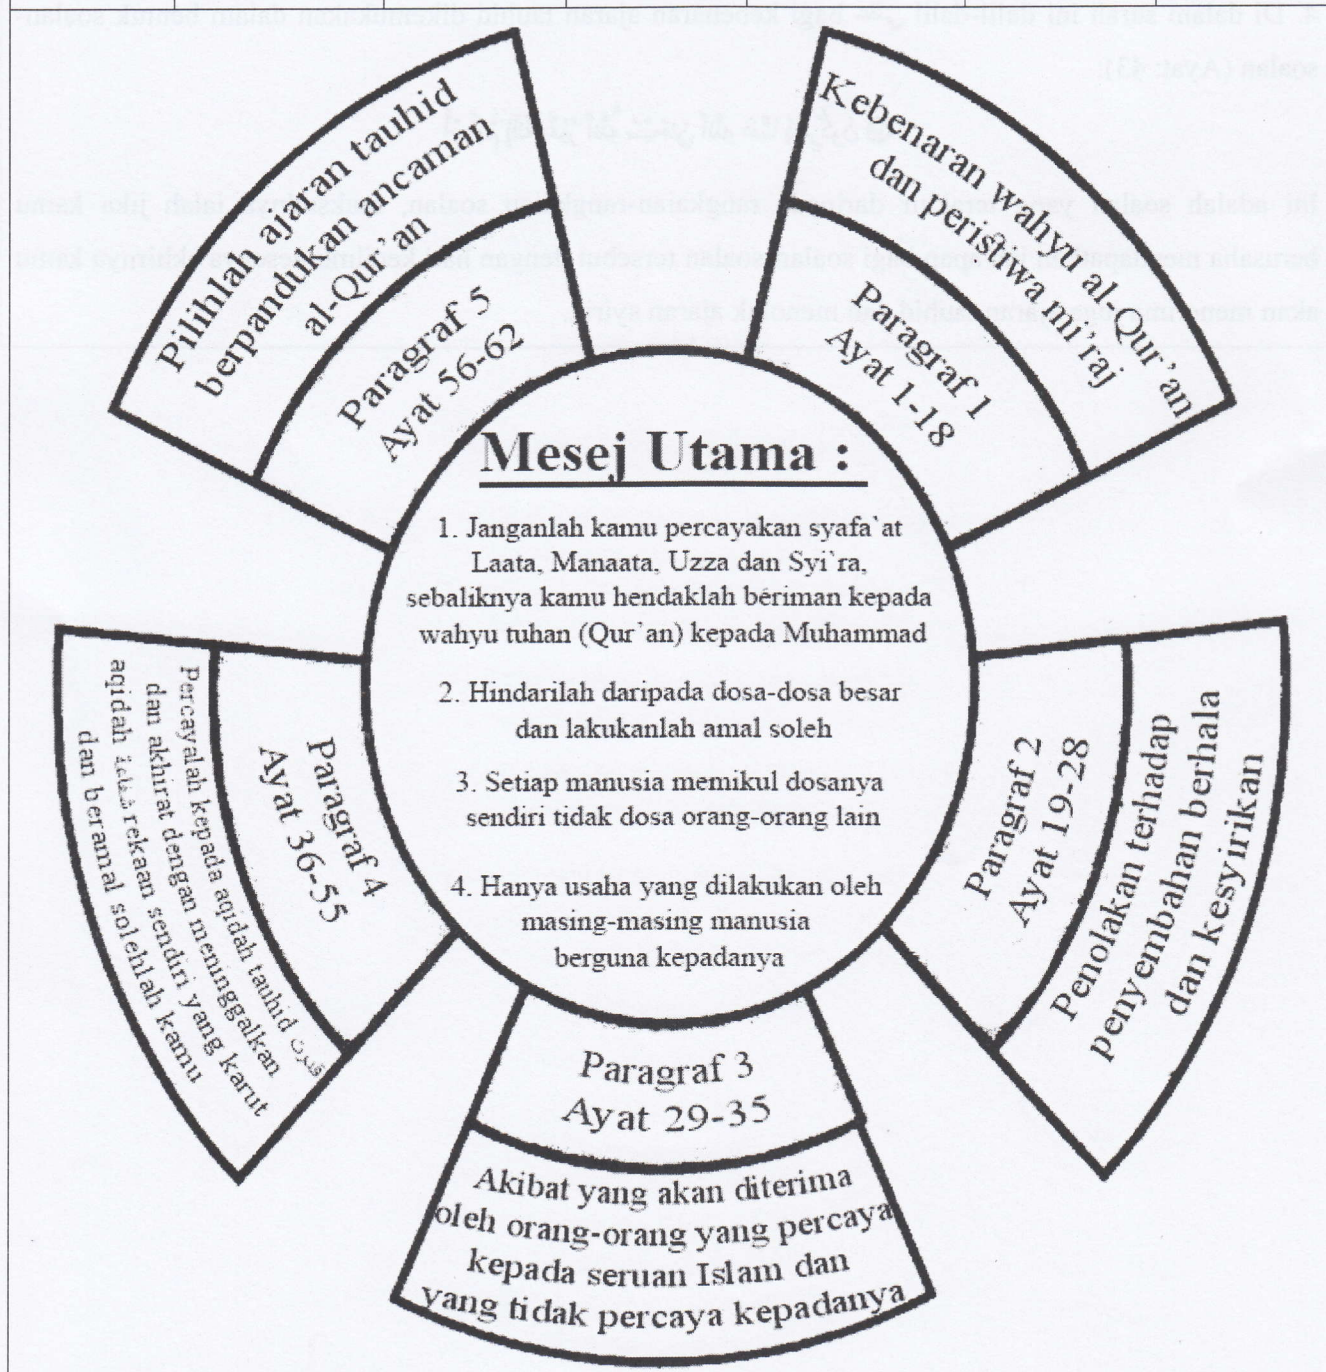 Mesej Utama :
1. Janganlah kamu percayakan syafa`at
Laata, Manaata, Uzza dan Syi`ra,
sebaliknya kamu hendaklah beriman kepada
wahyu tuhan (Qur’an) kepada Muhammad
2. Hindarilah daripada dosa-dosa besar
dan lakukanlah amal soleh
3. Setiap manusia memikul dosanya
sendiri tidak dosa orang-orang lain
4. Hanya usaha yang dilakukan oleh
masing-masing manusia
berguna kepadanya
Kebenaran wahyu al-Qur’an
dan peristiwa mi’raj
Paragraf 1
Ayat 1-18
Paragraf 2
Ayat 19-28
Penolakan terhadap
penyembahan berhala
dan kesyirikan
Paragraf 3
Ayat 29-35
Akibat yang akan diterima
oleh orang-orang yang percaya
kepada seruan Islam dan
yang tidak percaya kepadanya
Paragraf 4
Ayat 36-55
Percayalah kepada aqidah tauhid
dan akhirat dengan meninggalkan
aqidah شفاعة rekaan sendiri yang karut
dan beramal solehlah kamu
Pilihlah ajaran tauhid
berpandukan ancaman
al-Qur’an
Paragraf 5
Ayat 56-62